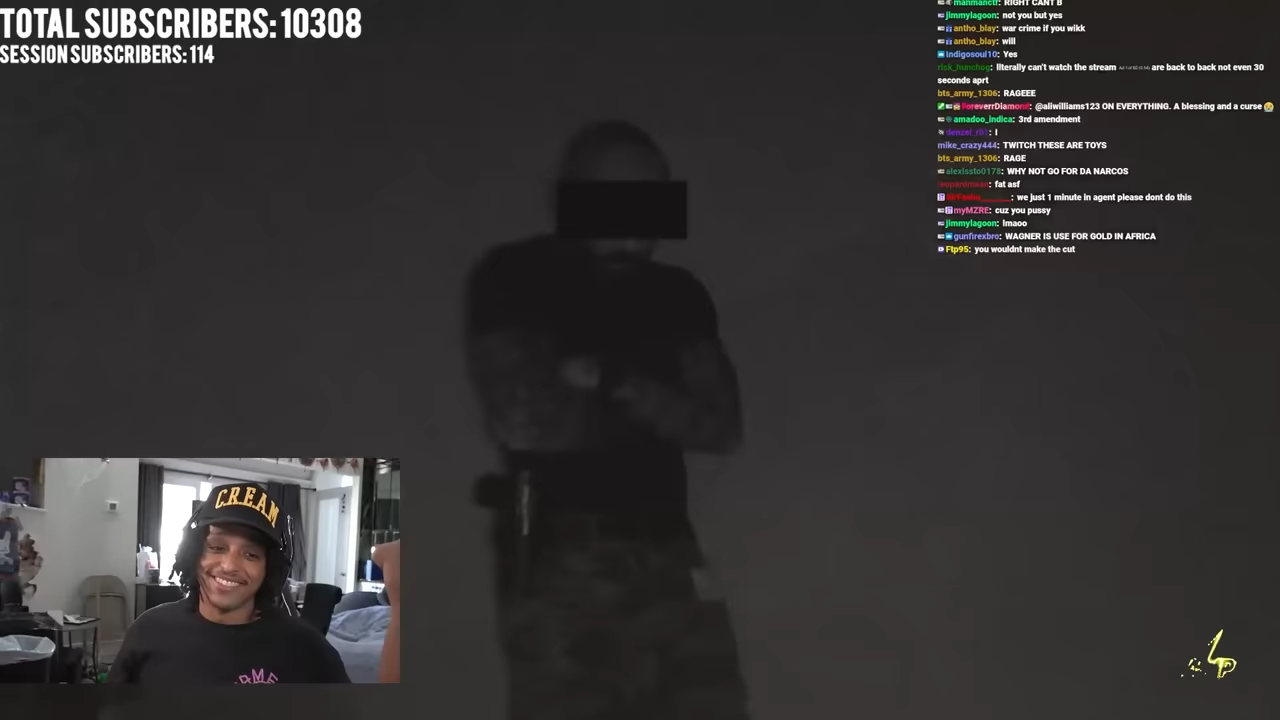 TOTAL SUBSCRIBERS: 10308
SESSION SUBSCRIBERS: 114
manmanctf: RIGHT CANT B
jimmylagoon: not you but yes
antho_blay: war crime if you wikk
antho_blay: will
Indigosoul10: Yes
risk_hunchog: literally can't watch the stream are back to back not even 30
seconds aprt
bts_army_1306: RAGEEE
ForeverrDiamond: @aliwilliams123 ON EVERYTHING. A blessing and a curse 😭
amadoo_indica: 3rd amendment
: I
mike_crazy444: TWITCH THESE ARE TOYS
bts_army_1306: RAGE
alexissto0178: WHY NOT GO FOR DA NARCOS
: fat asf
: we just 1 minute in agent please dont do this
myMZRE: cuz you pussy
jimmylagoon: lmaoo
gunfirexbro: WAGNER IS USE FOR GOLD IN AFRICA
Ftp95: you wouldnt make the cut
C.R.E.A.M